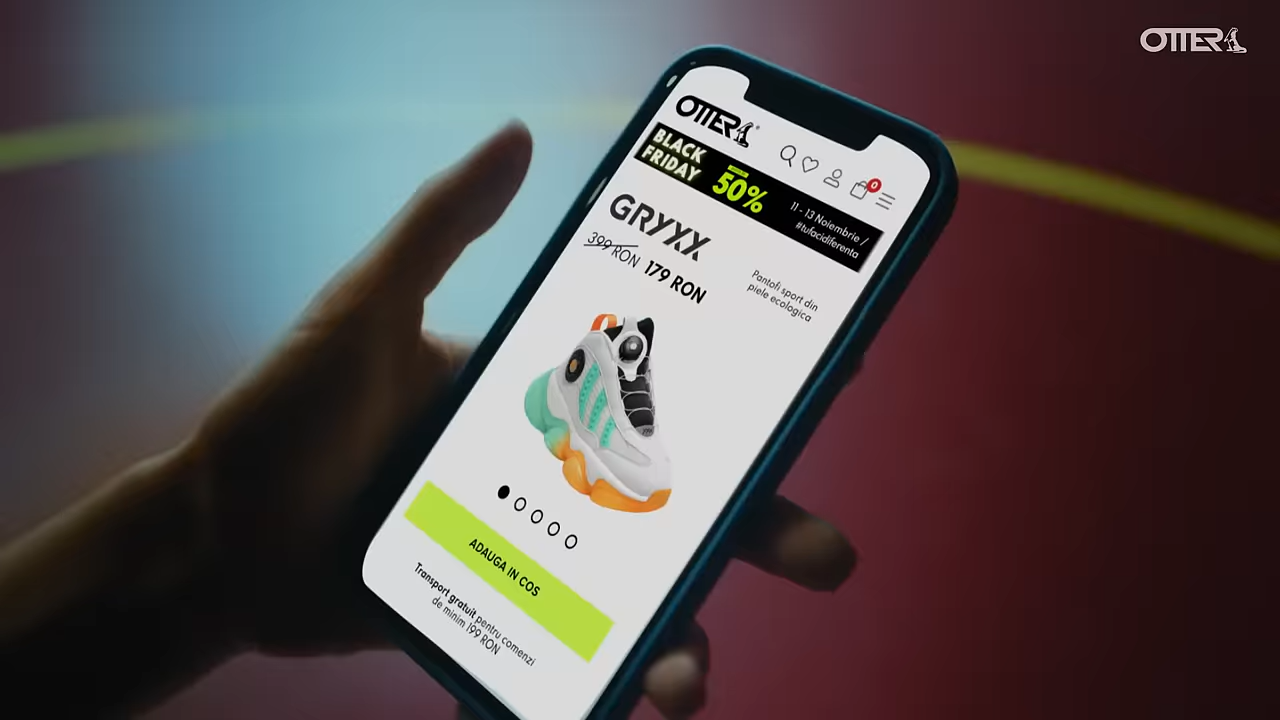 OTTER
OTTER
0
BLACK
FRIDAY
50%
11 - 13 Noiembrie /
#tufacidiferenta
GRYXX
399 RON 179 RON
Pantofi sport din
piele ecologica
ADAUGA IN COS
Transport gratuit pentru comenzi
de minim 199 RON